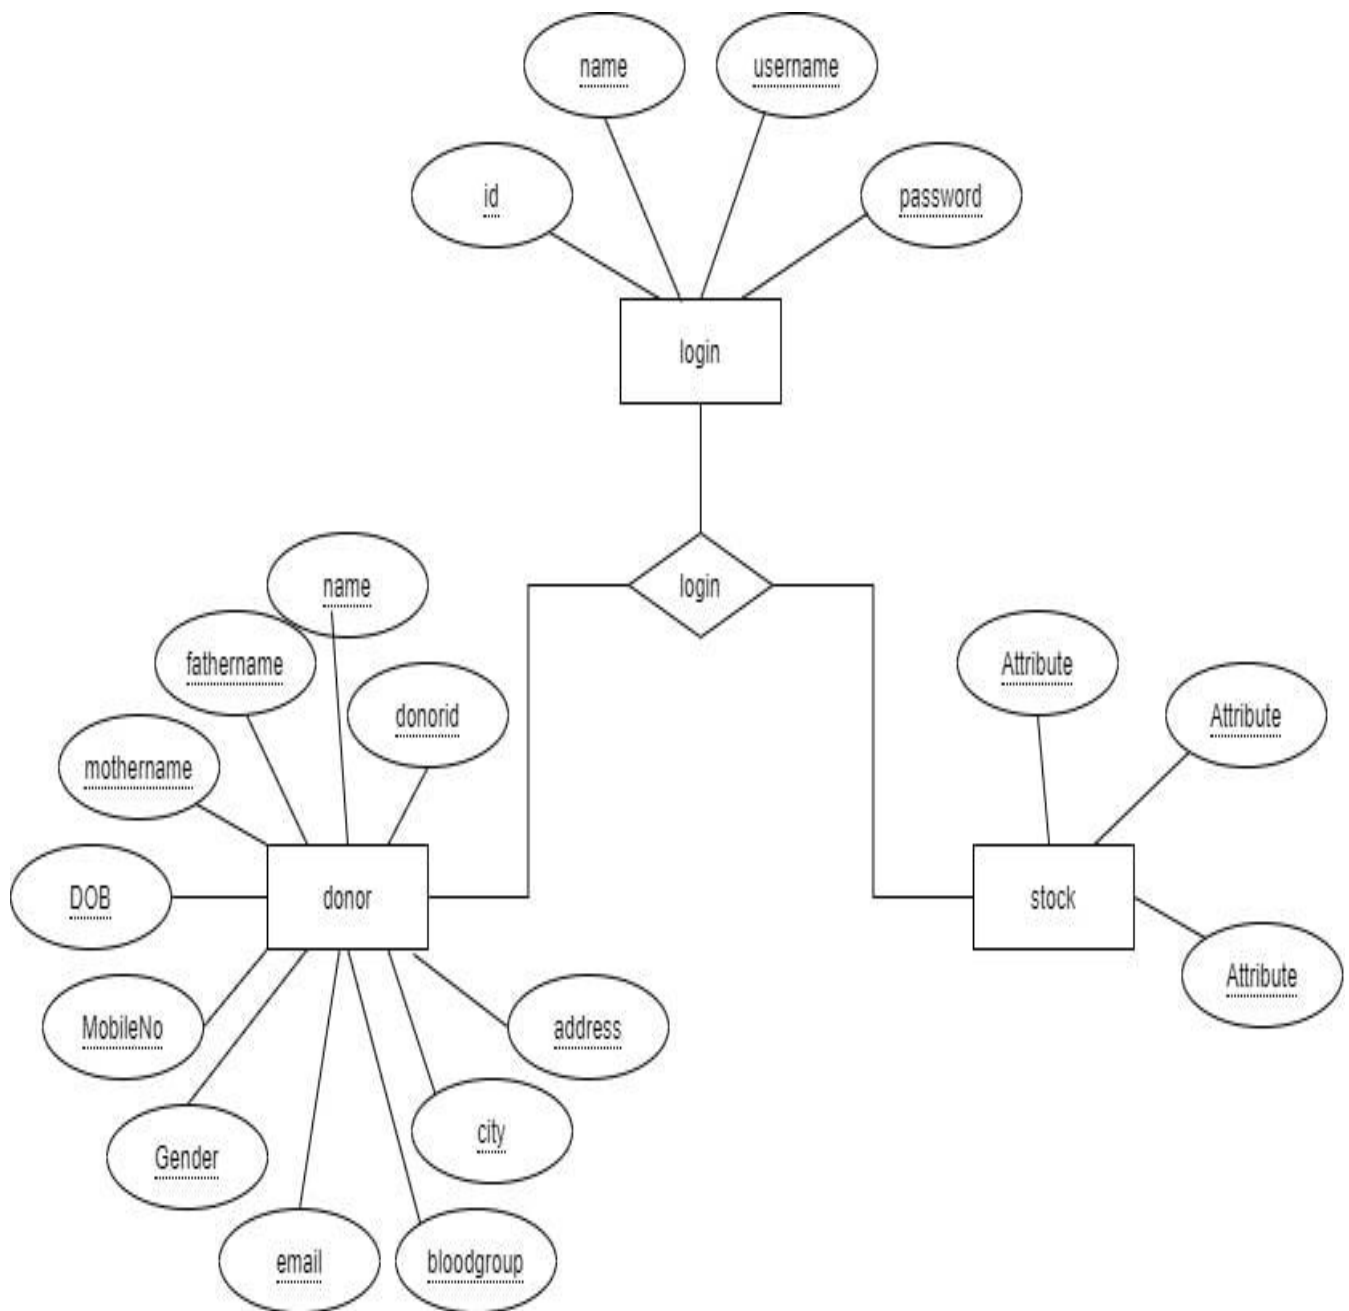 name
username
id
password
login
login
name
fathername
donorid
mothername
DOB
donor
MobileNo
address
Gender
city
email
bloodgroup
Attribute
Attribute
stock
Attribute